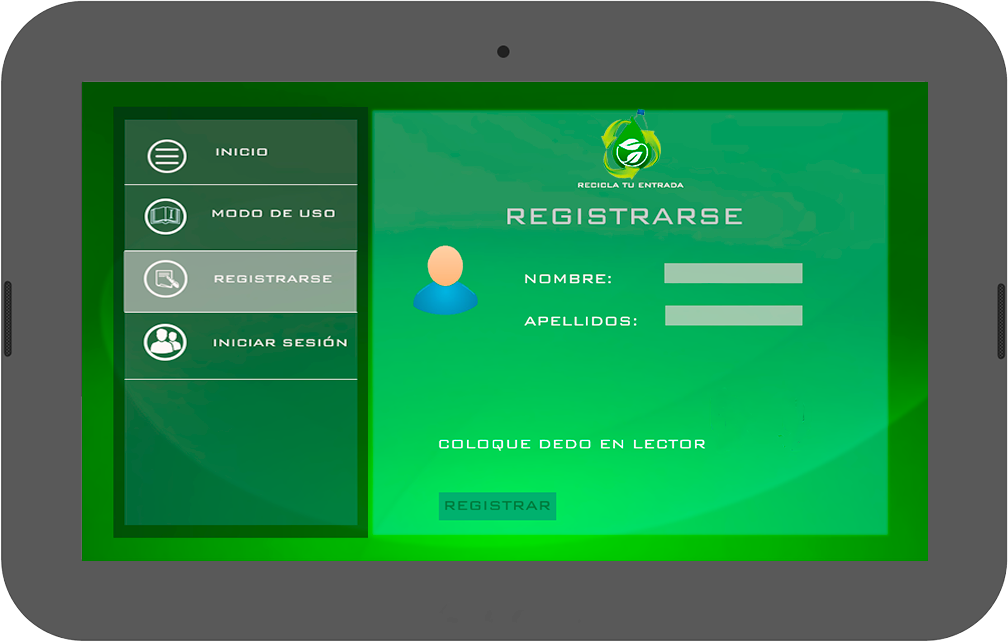 INICIO
MODO DE USO
REGISTRARSE
INICIAR SESIÓN
RECICLA TU ENTRADA
REGISTRARSE
NOMBRE:
APELLIDOS:
COLOQUE DEDO EN LECTOR
REGISTRAR